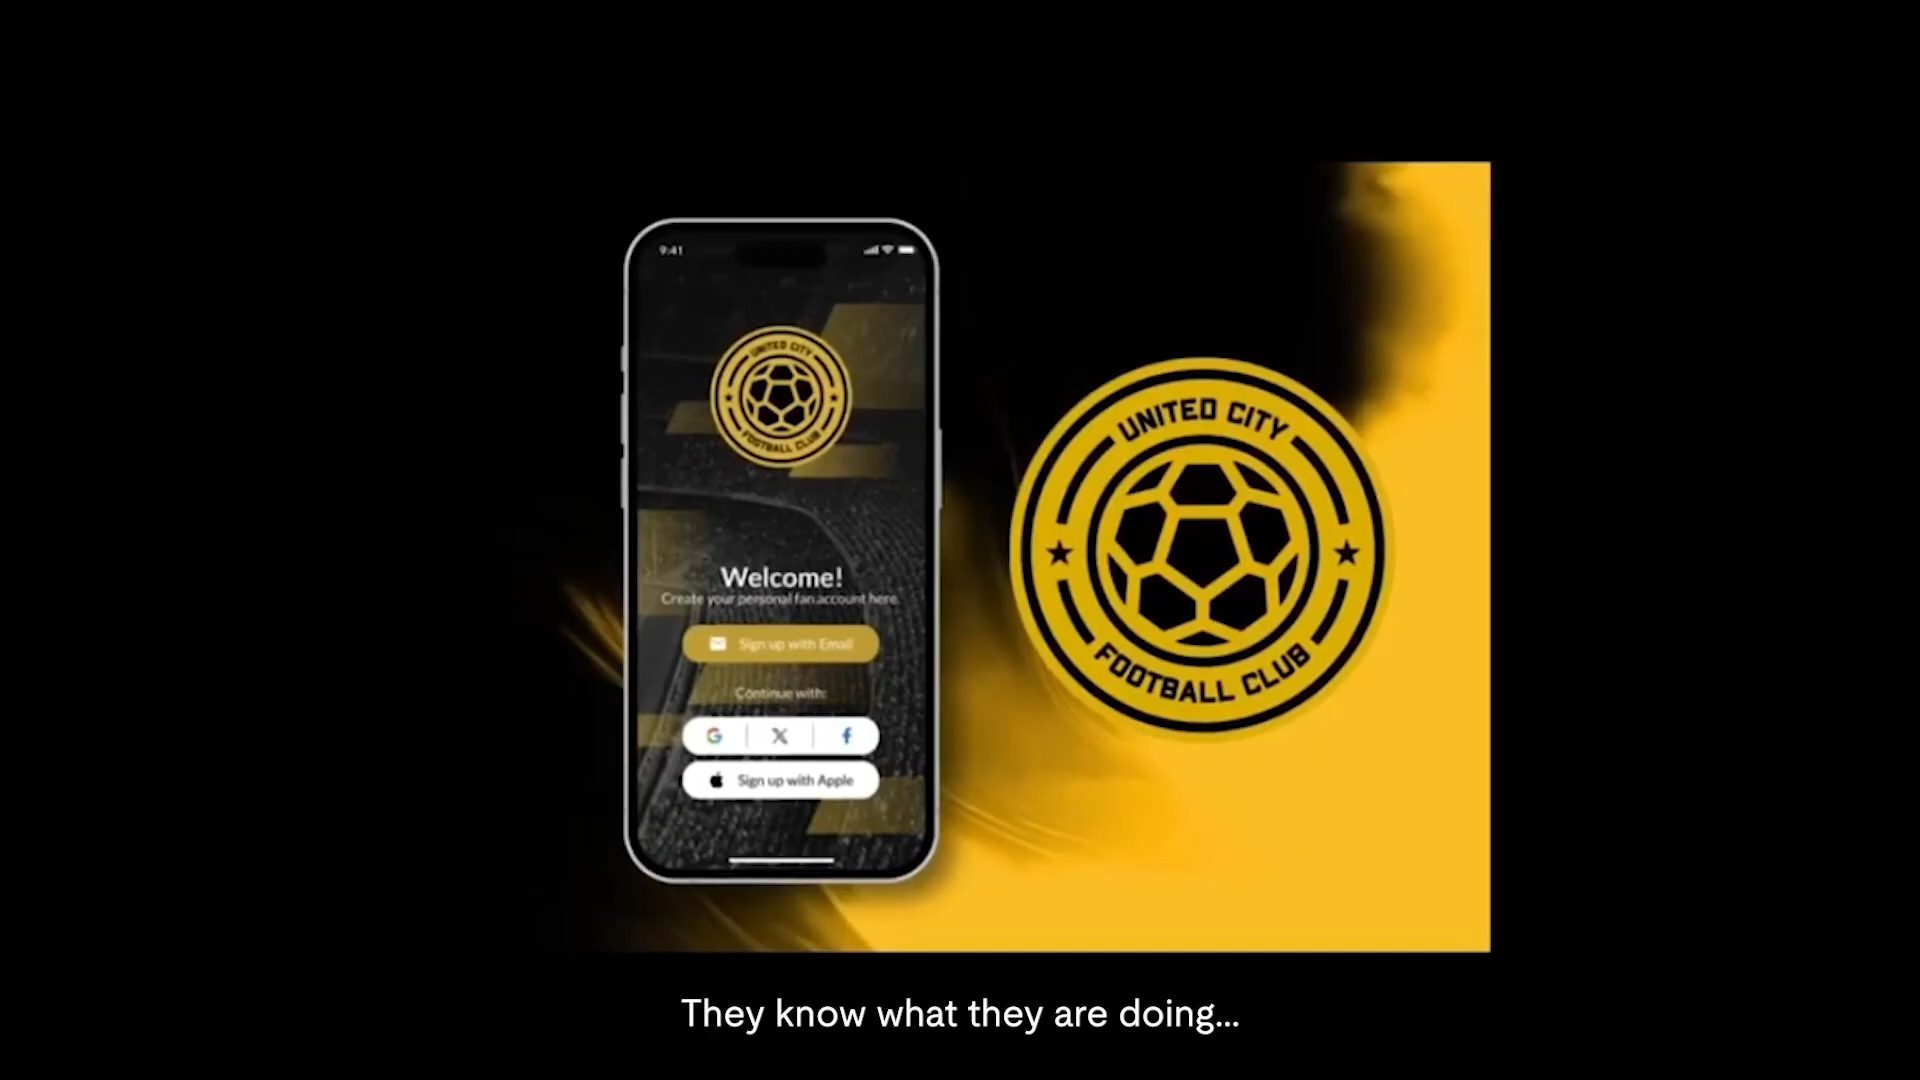 9:41
UNITED CITY
FOOTBALL CLUB
Welcome!
Create your personal fan account here.
Sign up with Email
Continue with:
G X f
Sign up with Apple
UNITED CITY
FOOTBALL CLUB
They know what they are doing...